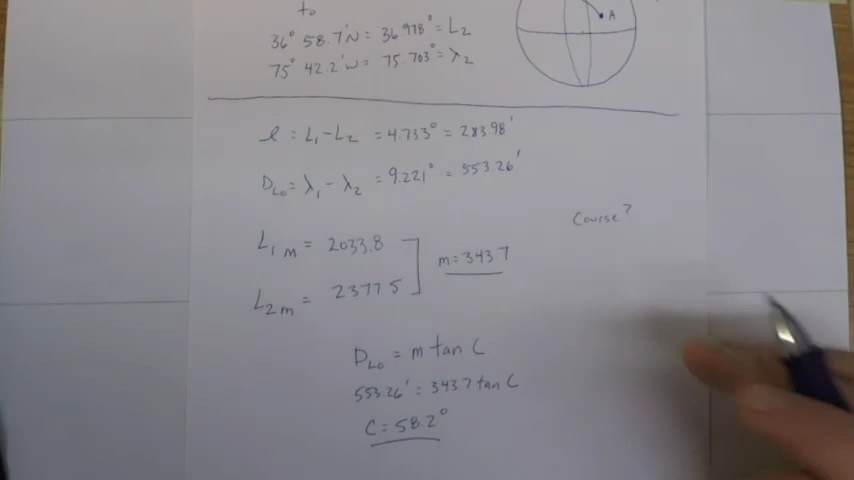 to
36° 58.7'N = 36.978° = L2
75° 42.2'W = 75.703° = λ2
A
l = L1 - L2 = 4.733° = 283.98'
DLo = λ1 - λ2 = 9.221° = 553.26'
Course?
L1m = 2033.8
m = 343.7
L2m = 2377.5
DLo = m tan C
553.26' = 343.7 tan C
C = 58.2°